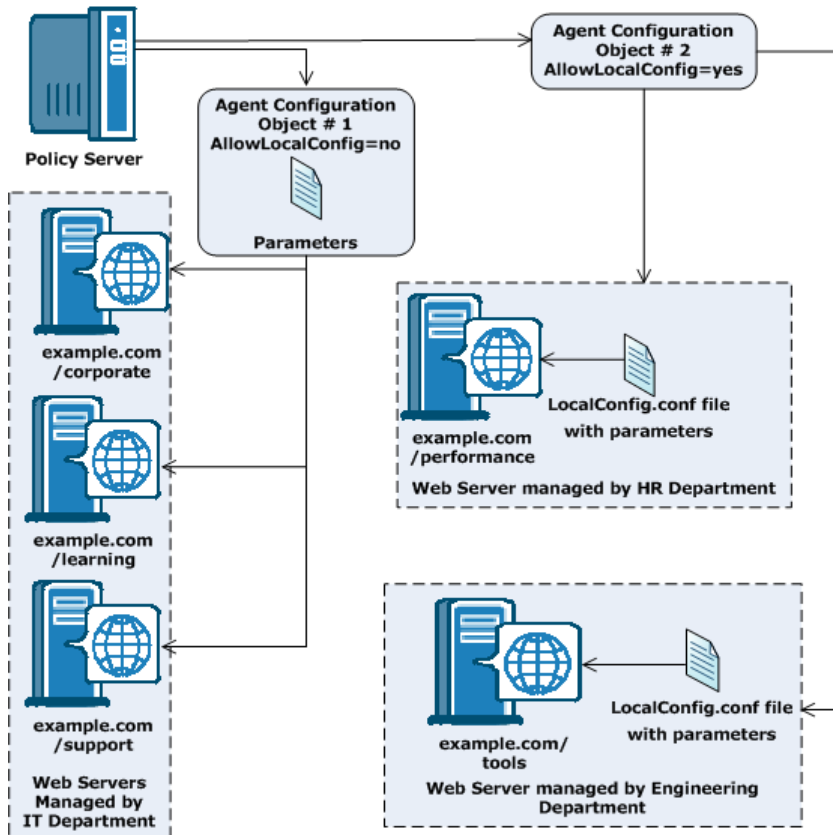 Policy Server
Agent Configuration
Object # 1
AllowLocalConfig=no
Parameters
Agent Configuration
Object # 2
AllowLocalConfig=yes
example.com
/corporate
example.com
/learning
example.com
/support
Web Servers
Managed by
IT Department
LocalConfig.conf file
with parameters
example.com
/performance
Web Server managed by HR Department
LocalConfig.conf file
with parameters
example.com/
tools
Web Server managed by Engineering
Department